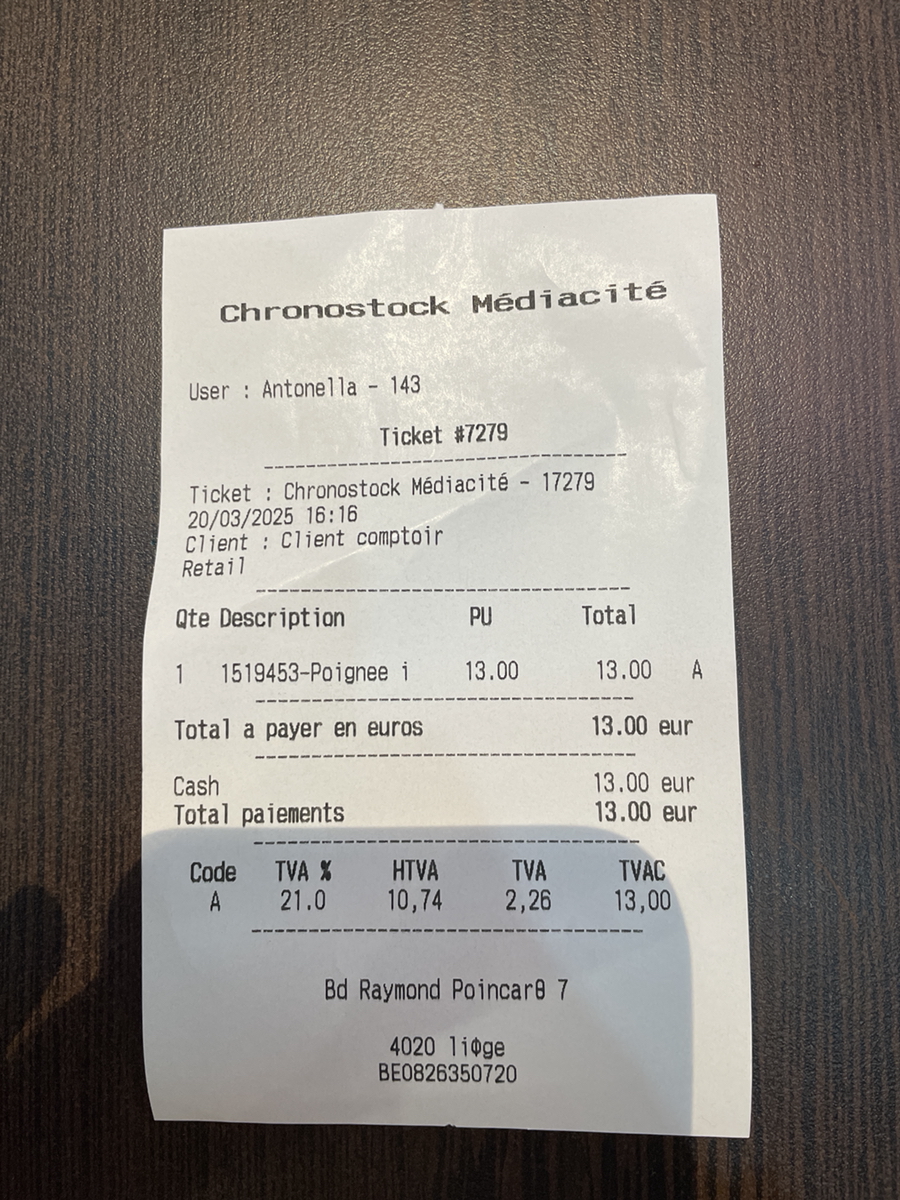 Chronostock Médiacité
User : Antonella - 143
Ticket #7279
Ticket : Chronostock Médiacité - 17279
20/03/2025 16:16
Client : Client comptoir
Retail
Qte Description PU Total
1 1519453-Poignee i 13.00 13.00 A
Total a payer en euros 13.00 eur
Cash 13.00 eur
Total paiements 13.00 eur
Code TVA % HTVA TVA TVAC
A 21.0 10,74 2,26 13,00
Bd Raymond Poincarθ 7
4020 liΦge
BE0826350720